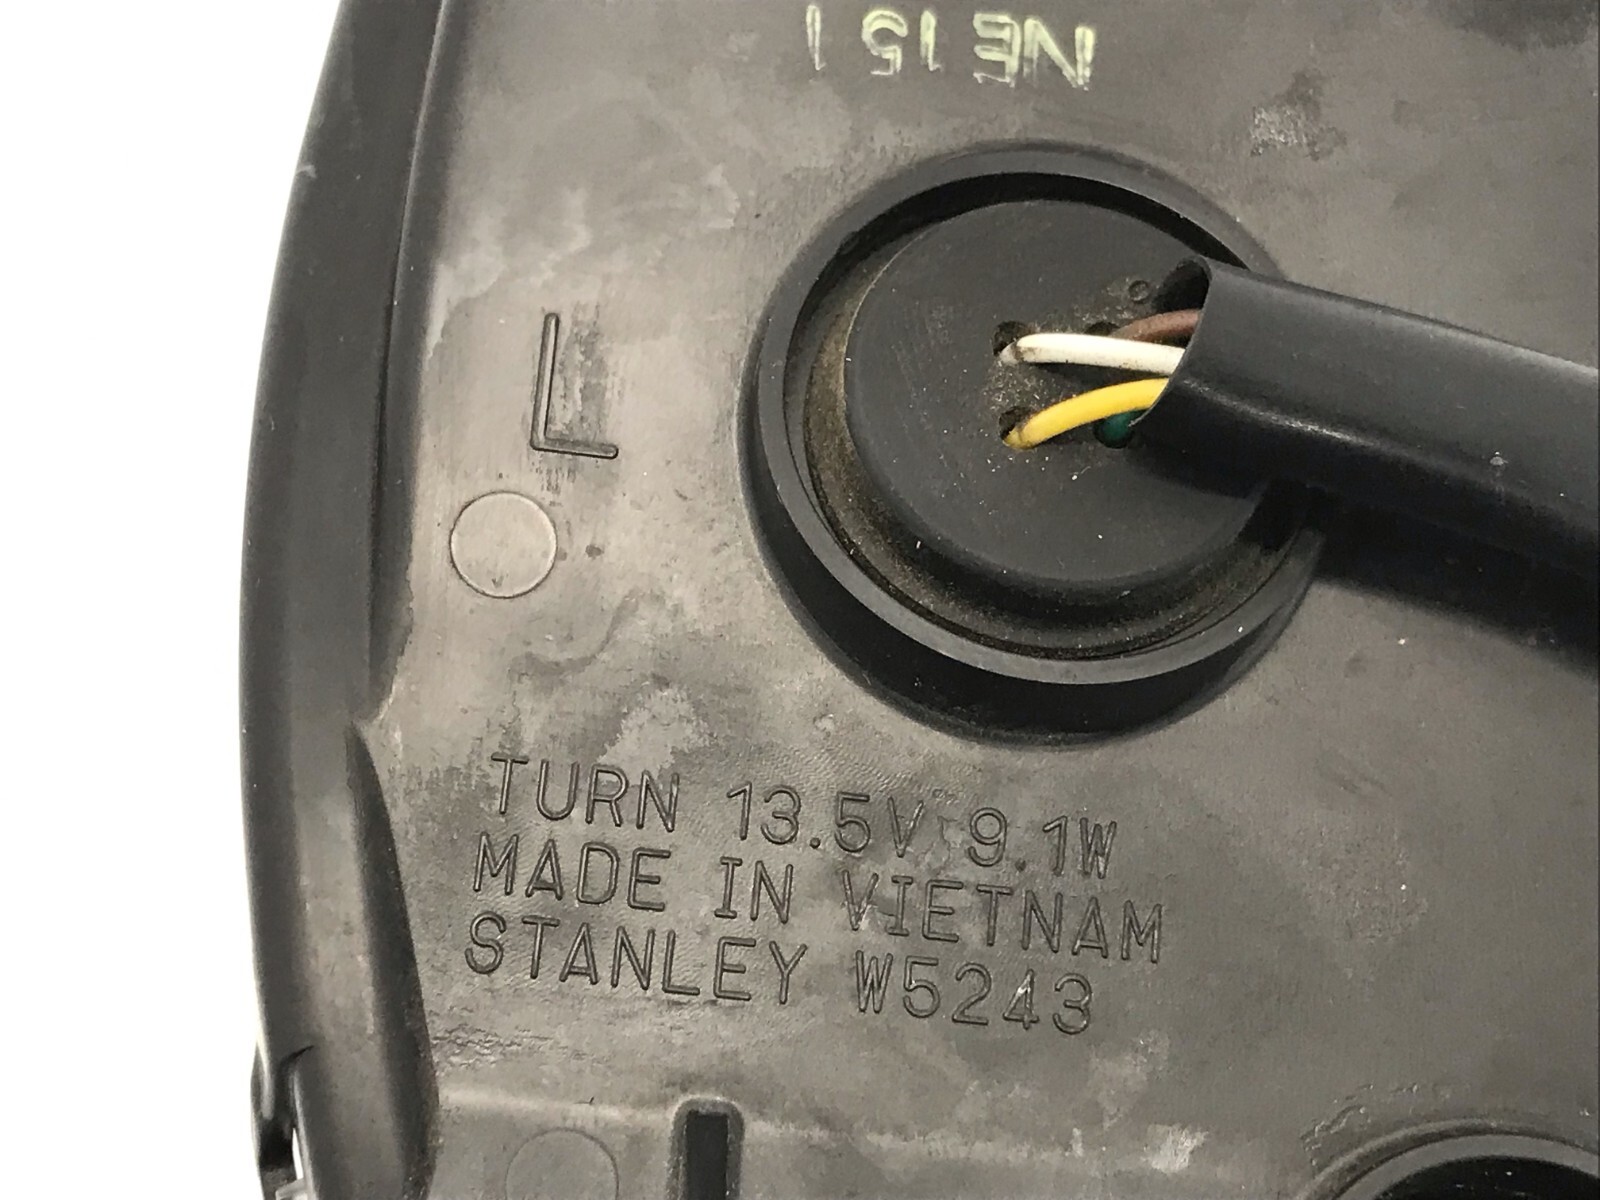 NE151
L
TURN 13.5V 9.1W
MADE IN VIETNAM
STANLEY W5243